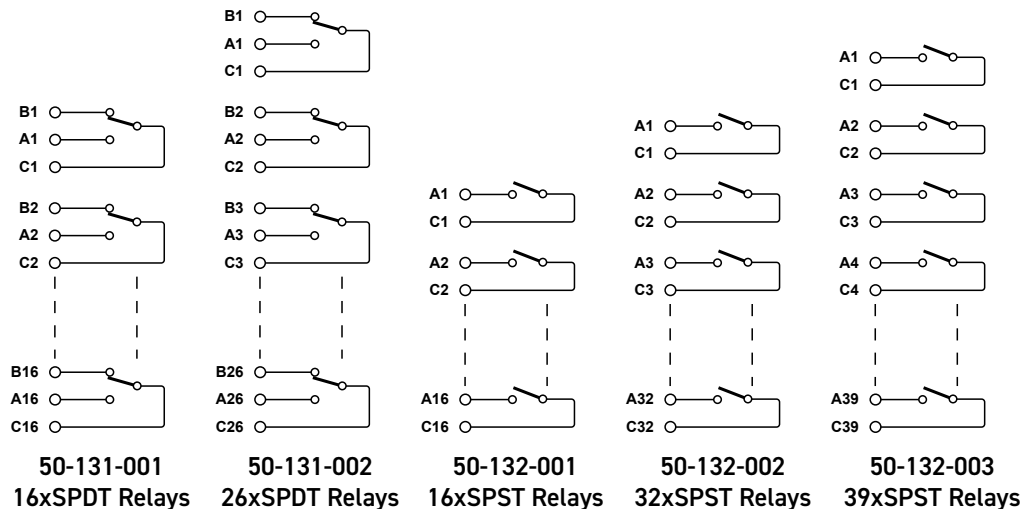 B1
A1
C1
B2
A2
C2
B16
A16
C16
50-131-001
16xSPDT Relays
B1
A1
C1
B2
A2
C2
B3
A3
C3
B26
A26
C26
50-131-002
26xSPDT Relays
A1
C1
A2
C2
A16
C16
50-132-001
16xSPST Relays
A1
C1
A2
C2
A3
C3
A32
C32
50-132-002
32xSPST Relays
A1
C1
A2
C2
A3
C3
A4
C4
A39
C39
50-132-003
39xSPST Relays